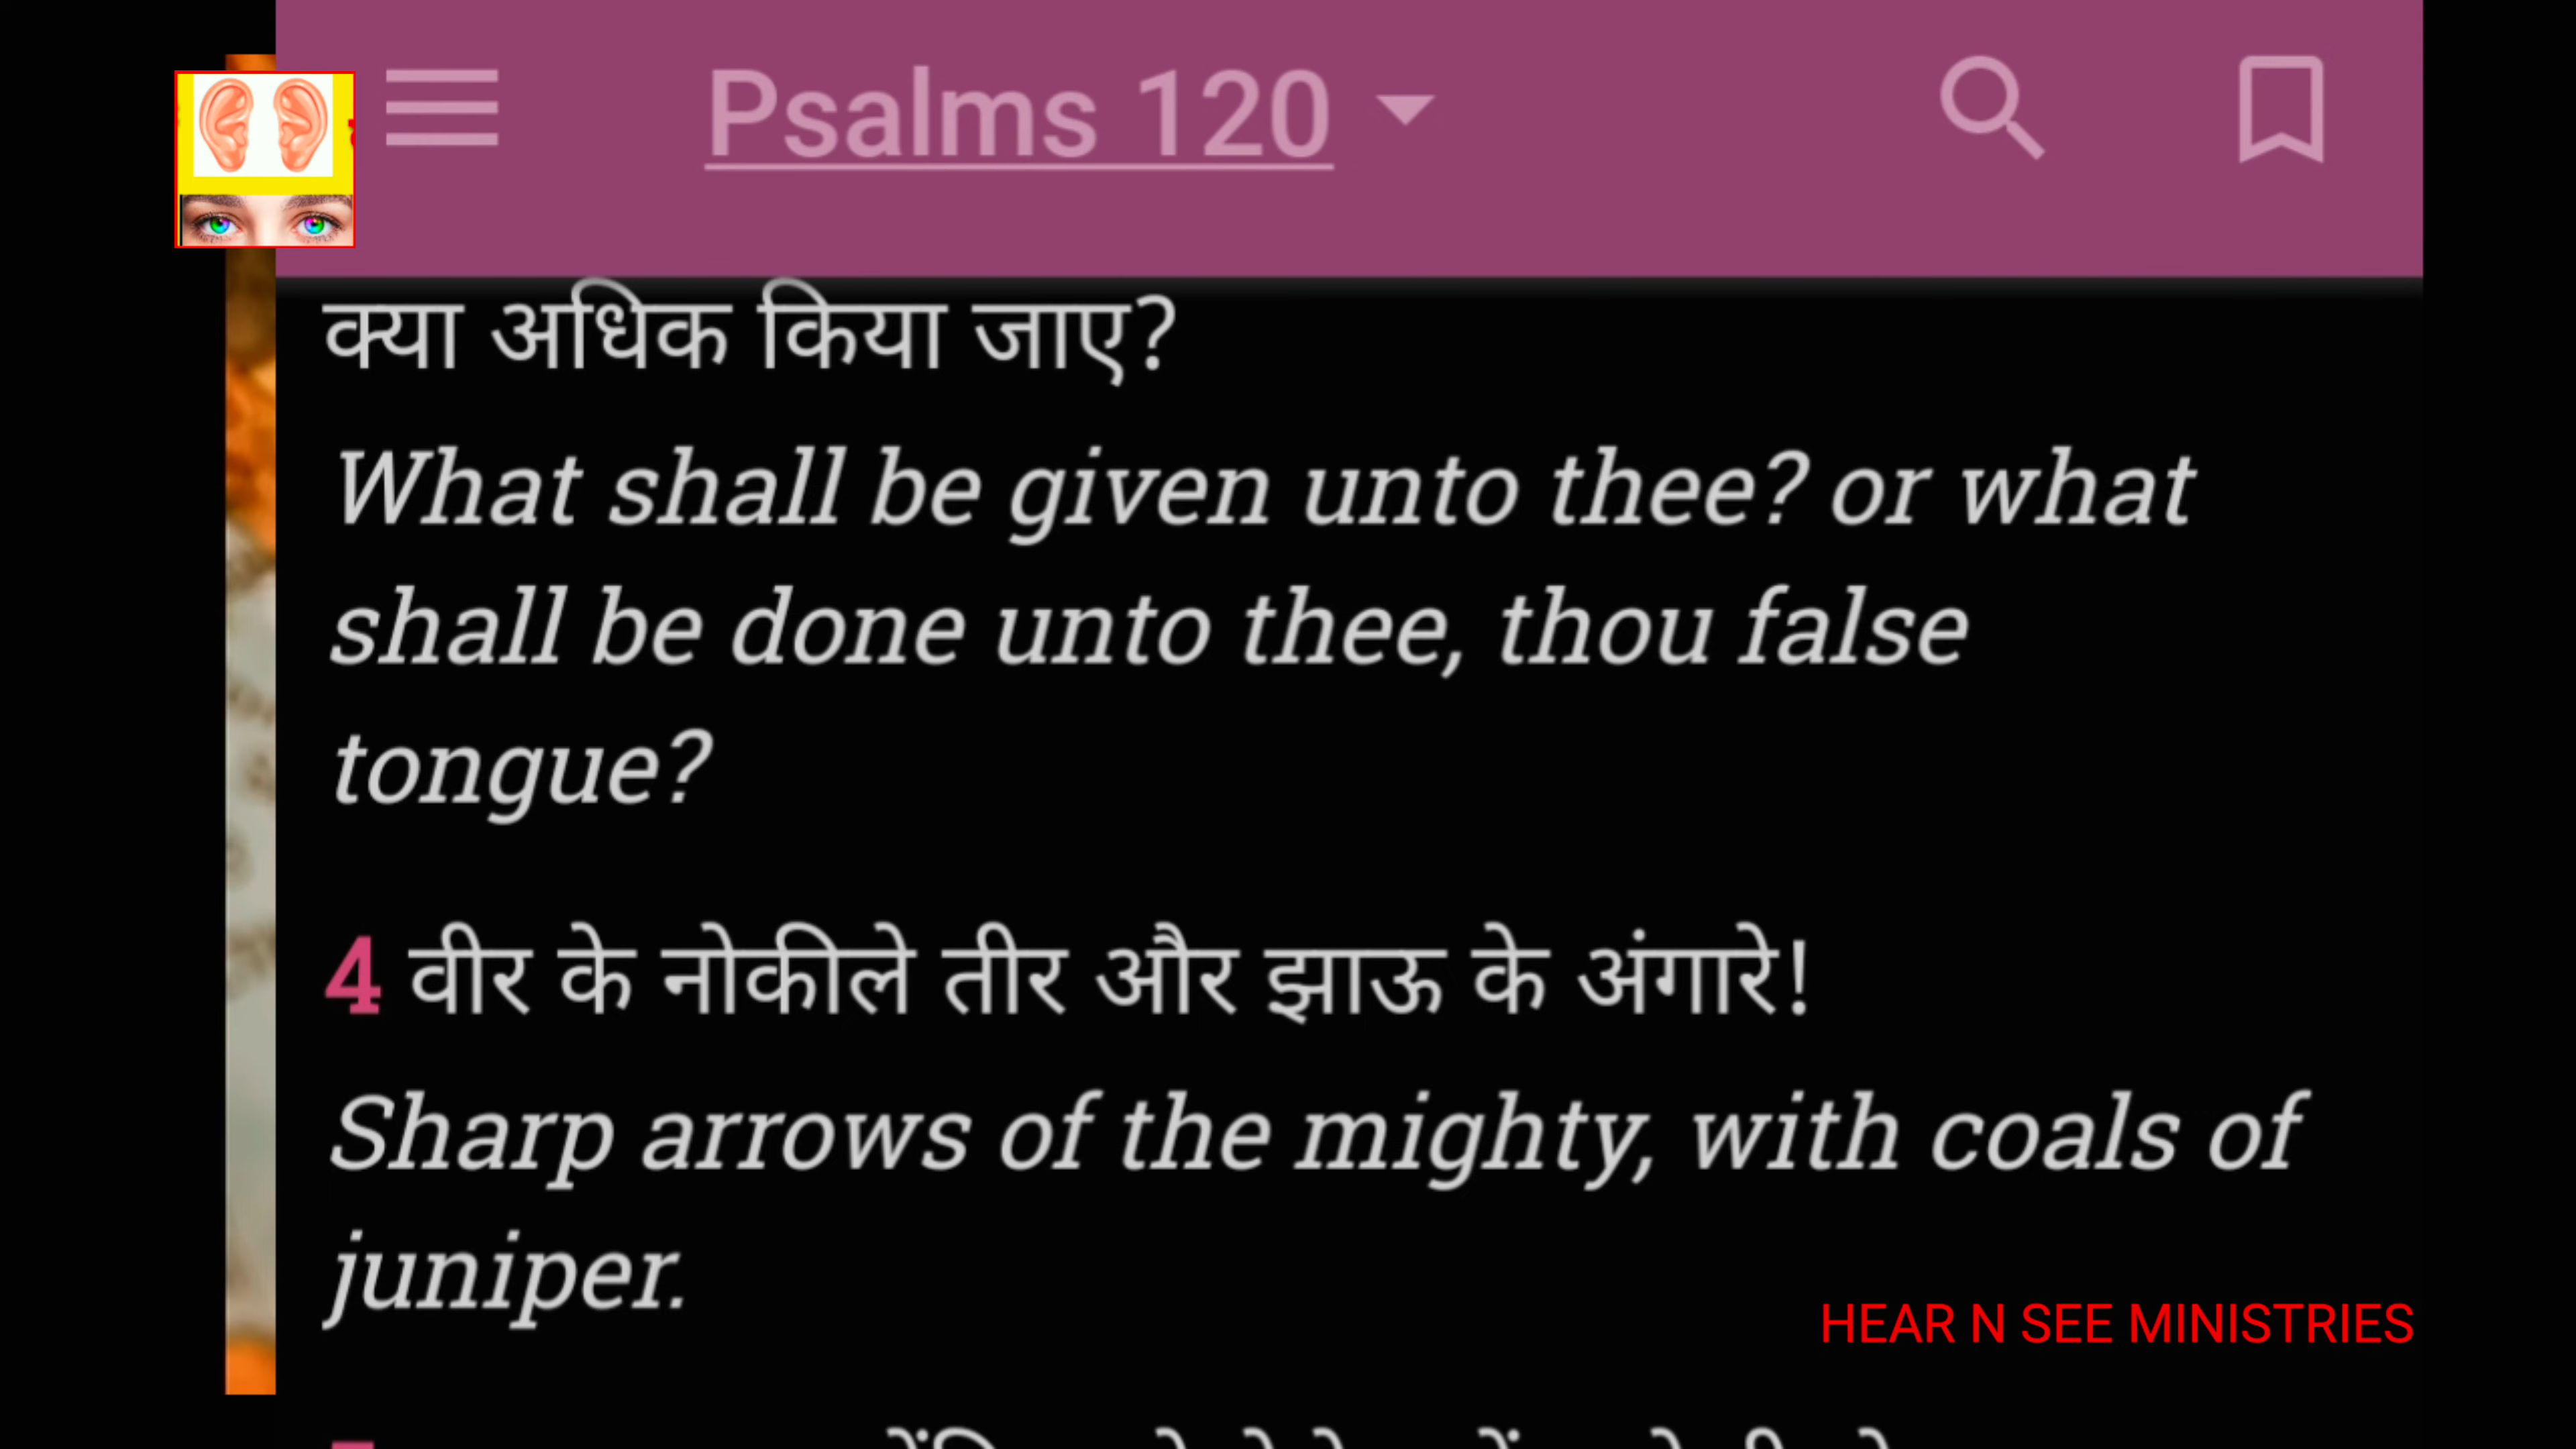 Psalms 120
क्या अधिक किया जाए?
What shall be given unto thee? or what
shall be done unto thee, thou false
tongue?
4 वीर के नोकीले तीर और झाऊ के अंगारे!
Sharp arrows of the mighty, with coals of
juniper.
HEAR N SEE MINISTRIES